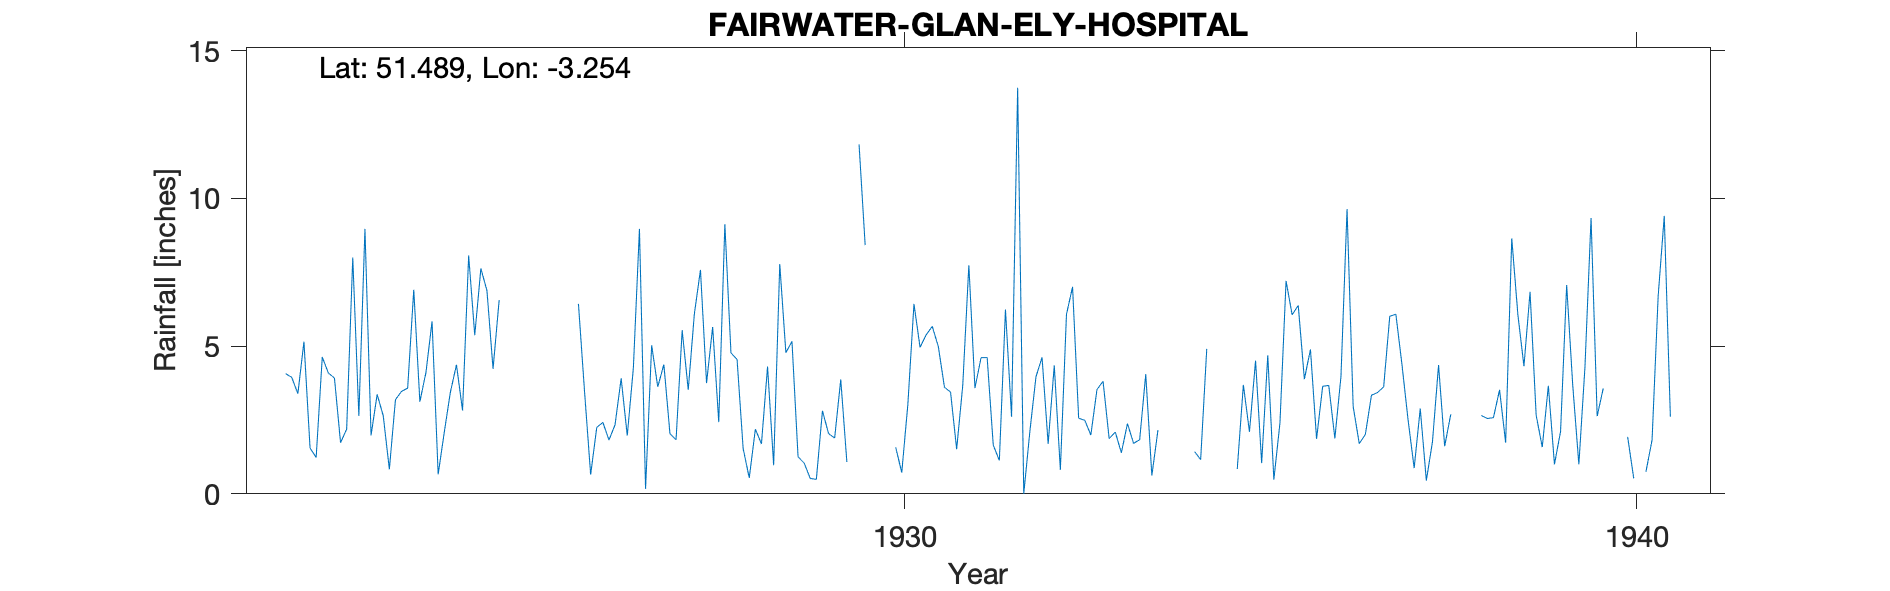 FAIRWATER-GLAN-ELY-HOSPITAL
Lat: 51.489, Lon: -3.254
15
10
5
0
Rainfall [inches]
1930
1940
Year